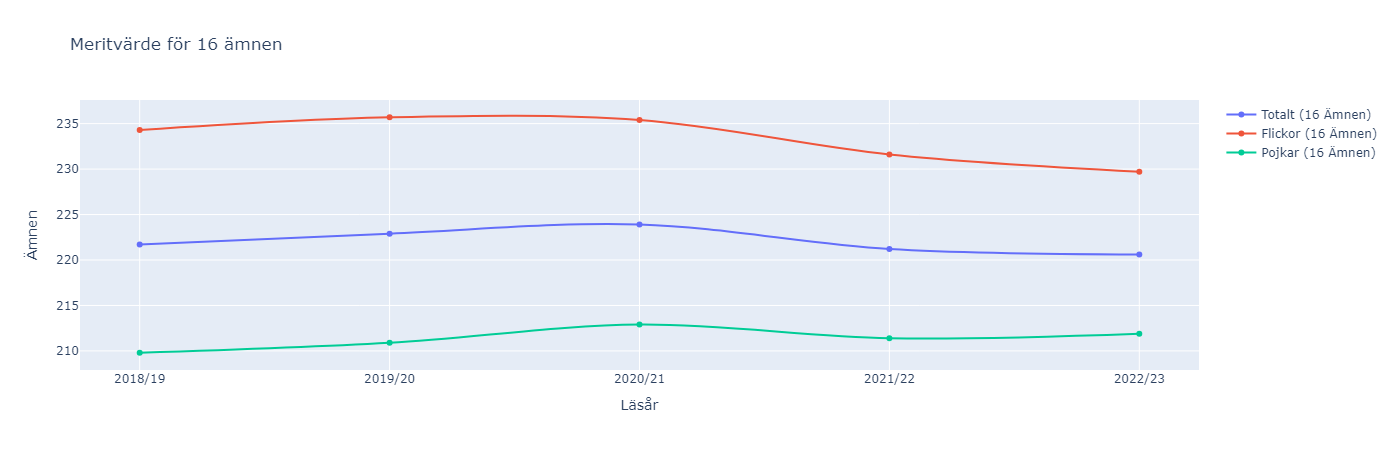 Meritvärde för 16 ämnen
Totalt (16 Ämnen)
Flickor (16 Ämnen)
Pojkar (16 Ämnen)
Ämnen
235
230
225
220
215
210
2018/19
2019/20
2020/21
2021/22
2022/23
Läsår